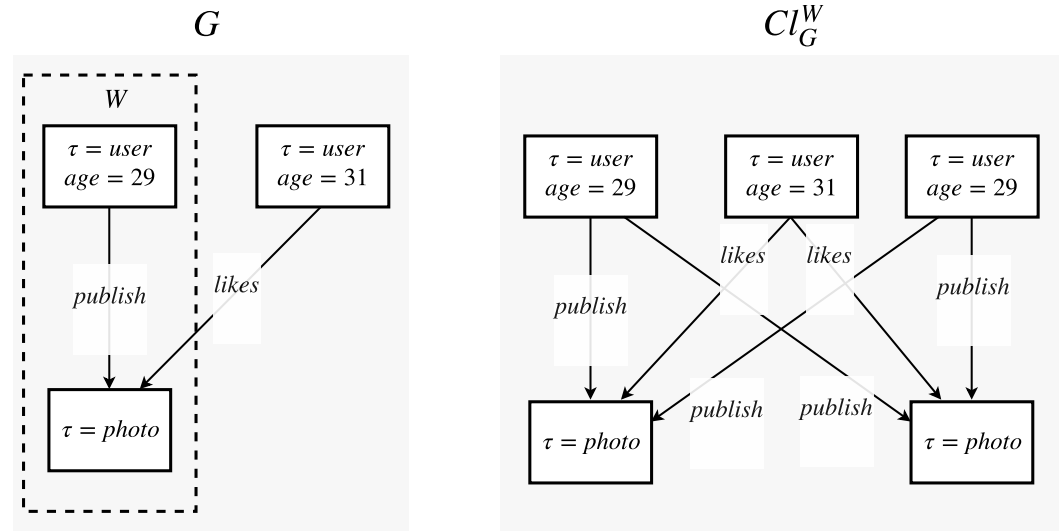 G
W
τ = user
age = 29
τ = user
age = 31
publish
likes
τ = photo
Cl_G^W
τ = user
age = 29
τ = user
age = 31
τ = user
age = 29
likes
likes
publish
publish
publish
publish
τ = photo
τ = photo